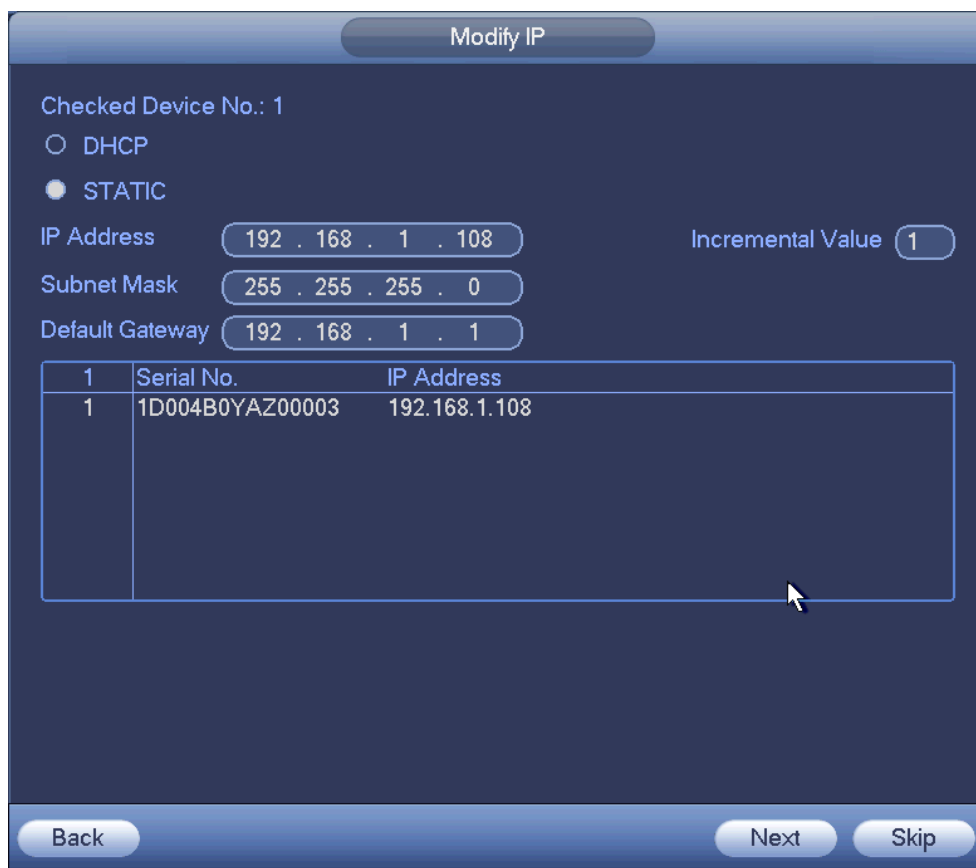 Modify IP
Checked Device No.: 1
DHCP
STATIC
IP Address 192 . 168 . 1 . 108 Incremental Value 1
Subnet Mask 255 . 255 . 255 . 0
Default Gateway 192 . 168 . 1 . 1
1 Serial No. IP Address
1 1D004B0YAZ00003 192.168.1.108
Back Next Skip